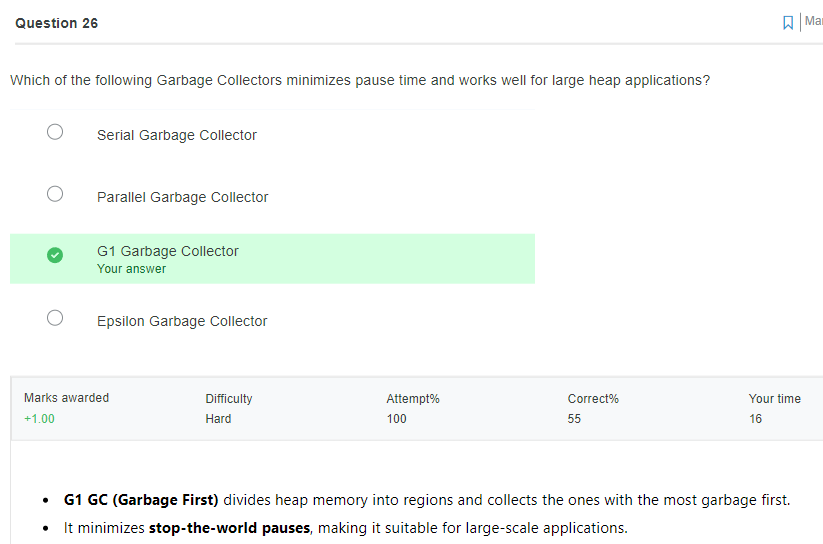 Question 26
Which of the following Garbage Collectors minimizes pause time and works well for large heap applications?
Serial Garbage Collector
Parallel Garbage Collector
G1 Garbage Collector
Your answer
Epsilon Garbage Collector
Marks awarded Difficulty Attempt% Correct% Your time
+1.00 Hard 100 55 16
• G1 GC (Garbage First) divides heap memory into regions and collects the ones with the most garbage first.
• It minimizes stop-the-world pauses, making it suitable for large-scale applications.